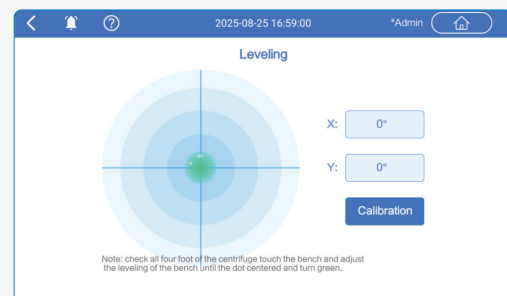 2025-08-25 16:59:00
*Admin
Leveling
X: 0°
Y: 0°
Calibration
Note: check all four foot of the centrifuge touch the bench and adjust
the leveling of the bench until the dot centered and turn green.